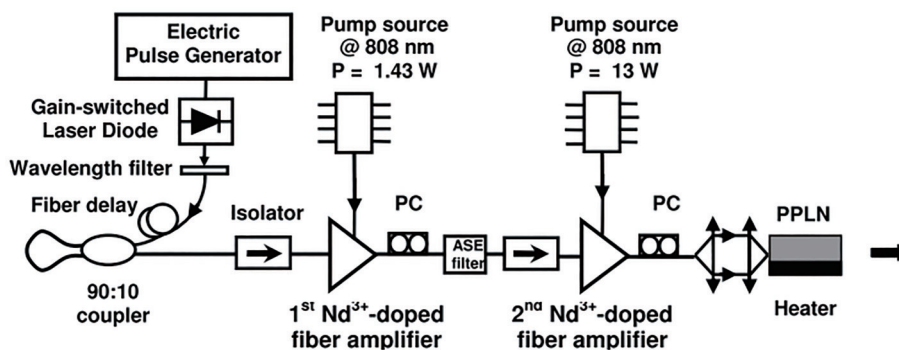 Electric
Pulse Generator
Gain-switched
Laser Diode
Wavelength filter
Fiber delay
90:10
coupler
Isolator
Pump source
@ 808 nm
P = 1.43 W
PC
ASE
filter
1st Nd3+-doped
fiber amplifier
Pump source
@ 808 nm
P = 13 W
PC
2nd Nd3+-doped
fiber amplifier
PPLN
Heater